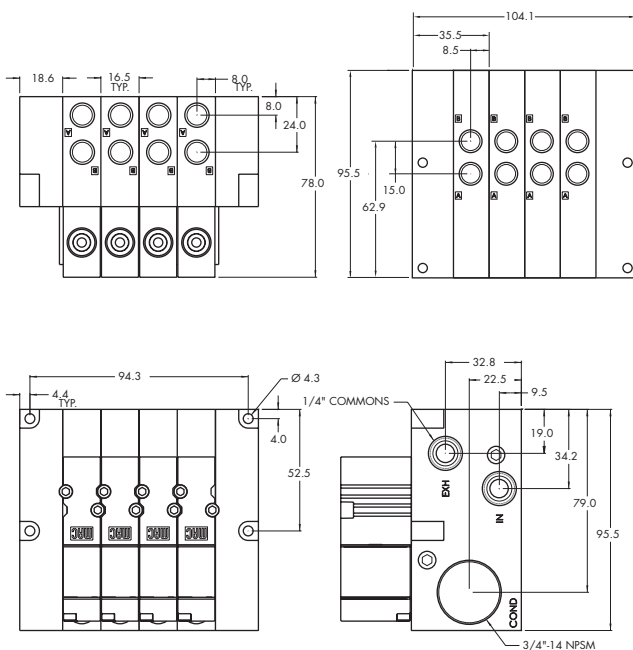 18.6
16.5
TYP.
8.0
TYP.
8.0
24.0
78.0
Y
Y
Y
Y
B
B
B
B
104.1
35.5
8.5
95.5
62.9
15.0
B
B
B
B
A
A
A
A
94.3
4.4
TYP.
Ø 4.3
4.0
52.5
MAC
MAC
MAC
MAC
32.8
22.5
9.5
1/4" COMMONS
19.0
34.2
79.0
95.5
EXH
IN
COND
3/4"-14 NPSM